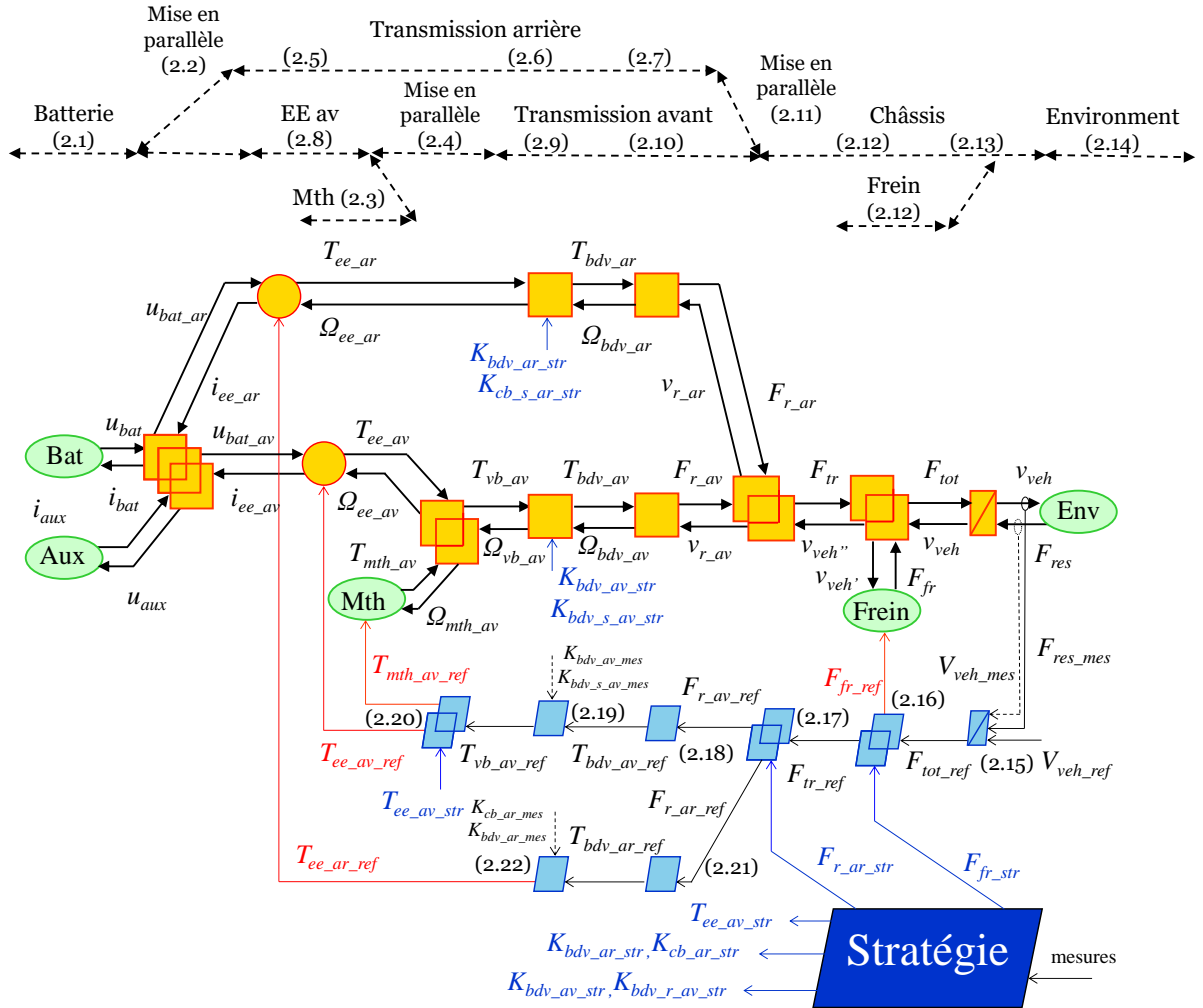 Mise en
parallèle
(2.2)
Transmission arrière
(2.5) (2.6) (2.7)
Mise en
parallèle
(2.11)
Batterie
(2.1)
EE av
(2.8)
Mise en
parallèle
(2.4)
Transmission avant
(2.9) (2.10)
Châssis
(2.12) (2.13)
Environment
(2.14)
Mth (2.3)
Frein
(2.12)
T_ee_ar
T_bdv_ar
u_bat_ar
Ω_ee_ar
Ω_bdv_ar
K_bdv_ar_str
K_cb_s_ar_str
i_ee_ar
v_r_ar
F_r_ar
u_bat
u_bat_av
T_ee_av
Bat
T_vb_av
T_bdv_av
F_r_av
F_tr
F_tot
v_veh
i_bat
i_ee_av
Ω_ee_av
i_aux
Env
Ω_vb_av
Ω_bdv_av
v_r_av
v_veh''
v_veh
F_res
Aux
T_mth_av
v_veh'
F_fr
u_aux
K_bdv_av_str
K_bdv_s_av_str
Mth
Ω_mth_av
Frein
T_mth_av_ref
K_bdv_av_mes
K_bdv_s_av_mes
F_r_av_ref
F_fr_ref
V_veh_mes
F_res_mes
(2.16)
(2.20)
(2.19)
(2.17)
T_ee_av_ref
T_vb_av_ref
T_bdv_av_ref
(2.18)
F_tr_ref
F_tot_ref
(2.15)
V_veh_ref
T_ee_av_str
K_cb_ar_mes
K_bdv_ar_mes
F_r_ar_ref
T_bdv_ar_ref
T_ee_ar_ref
(2.22)
(2.21)
F_r_ar_str
F_fr_str
T_ee_av_str
K_bdv_ar_str,K_cb_ar_str
K_bdv_av_str,K_bdv_r_av_str
Stratégie
mesures